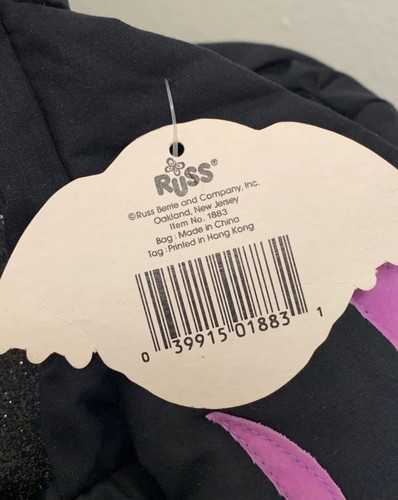 RUSS®
©Russ Berrie and Company, Inc.
Oakland, New Jersey
Item No. 1883
Bag : Made in China
Tag : Printed in Hong Kong
0 39915 01883 1